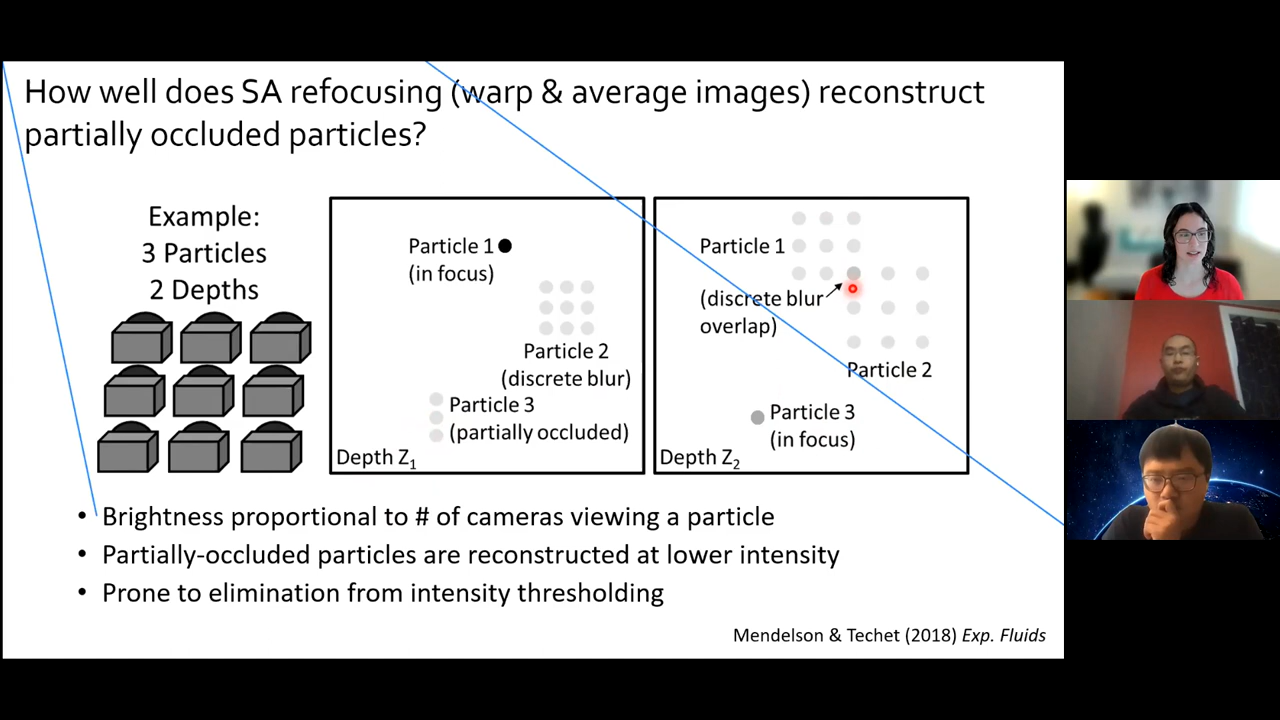 How well does SA refocusing (warp & average images) reconstruct
partially occluded particles?
Example:
3 Particles
2 Depths
Particle 1
(in focus)
Particle 2
(discrete blur)
Particle 3
(partially occluded)
Depth Z1
Particle 1
(discrete blur
overlap)
Particle 2
Particle 3
(in focus)
Depth Z2
• Brightness proportional to # of cameras viewing a particle
• Partially-occluded particles are reconstructed at lower intensity
• Prone to elimination from intensity thresholding
Mendelson & Techet (2018) Exp. Fluids